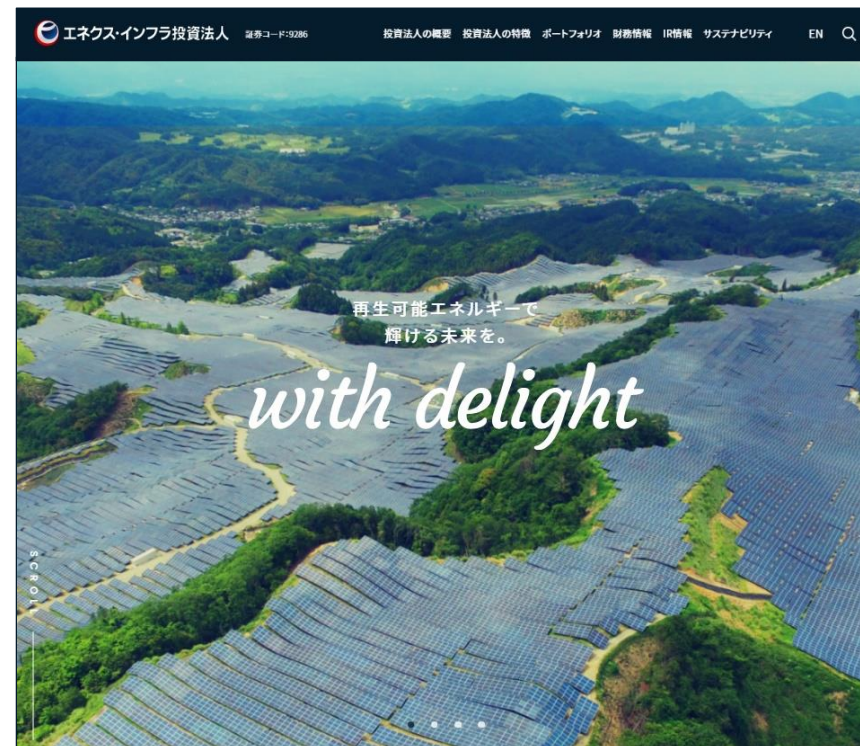 エネクス・インフラ投資法人 証券コード:9286 投資法人の概要 投資法人の特徴 ポートフォリオ 財務情報 IR情報 サステナビリティ EN
再生可能エネルギーで
輝ける未来を。
with delight
SCROLL